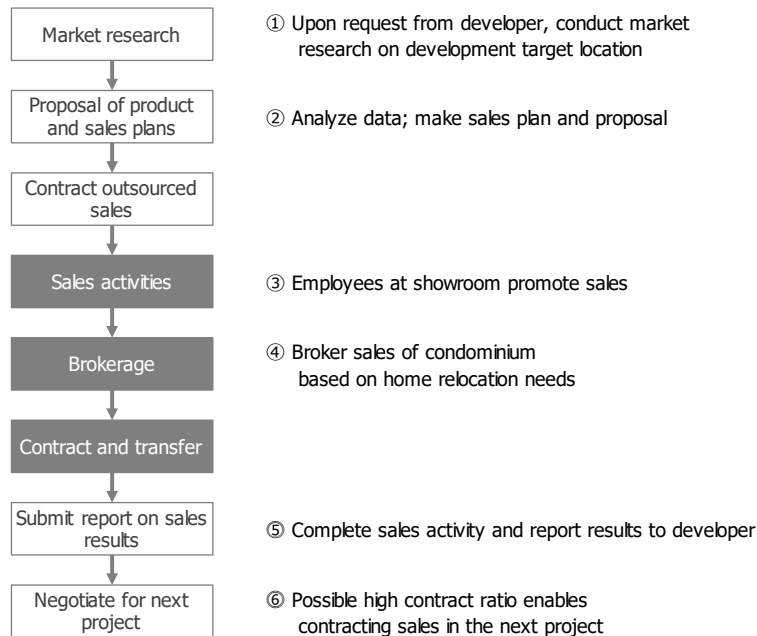 Market research
① Upon request from developer, conduct market
research on development target location
Proposal of product
and sales plans
② Analyze data; make sales plan and proposal
Contract outsourced
sales
Sales activities
③ Employees at showroom promote sales
Brokerage
④ Broker sales of condominium
based on home relocation needs
Contract and transfer
Submit report on sales
results
⑤ Complete sales activity and report results to developer
Negotiate for next
project
⑥ Possible high contract ratio enables
contracting sales in the next project